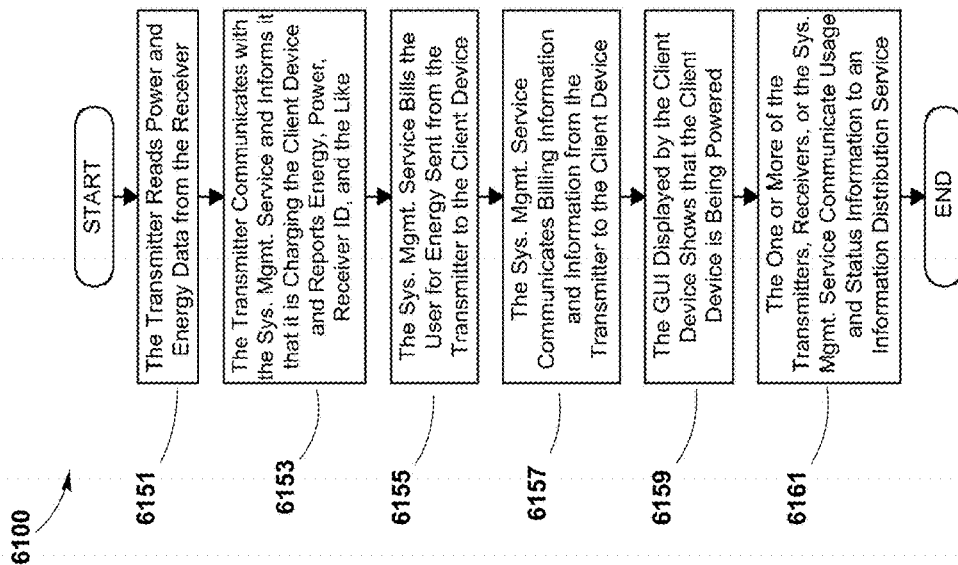 6100
START
6151
The Transmitter Reads Power and
Energy Data from the Receiver
6153
The Transmitter Communicates with
the Sys. Mgmt. Service and Informs it
that it is Charging the Client Device
and Reports Energy, Power,
Receiver ID, and the Like
6155
The Sys. Mgmt. Service Bills the
User for Energy Sent from the
Transmitter to the Client Device
6157
The Sys. Mgmt. Service
Communicates Billing Information
and Information from the
Transmitter to the Client Device
6159
The GUI Displayed by the Client
Device Shows that the Client
Device is Being Powered
6161
The One or More of the
Transmitters, Receivers, or the Sys.
Mgmt. Service Communicate Usage
and Status Information to an
Information Distribution Service
END